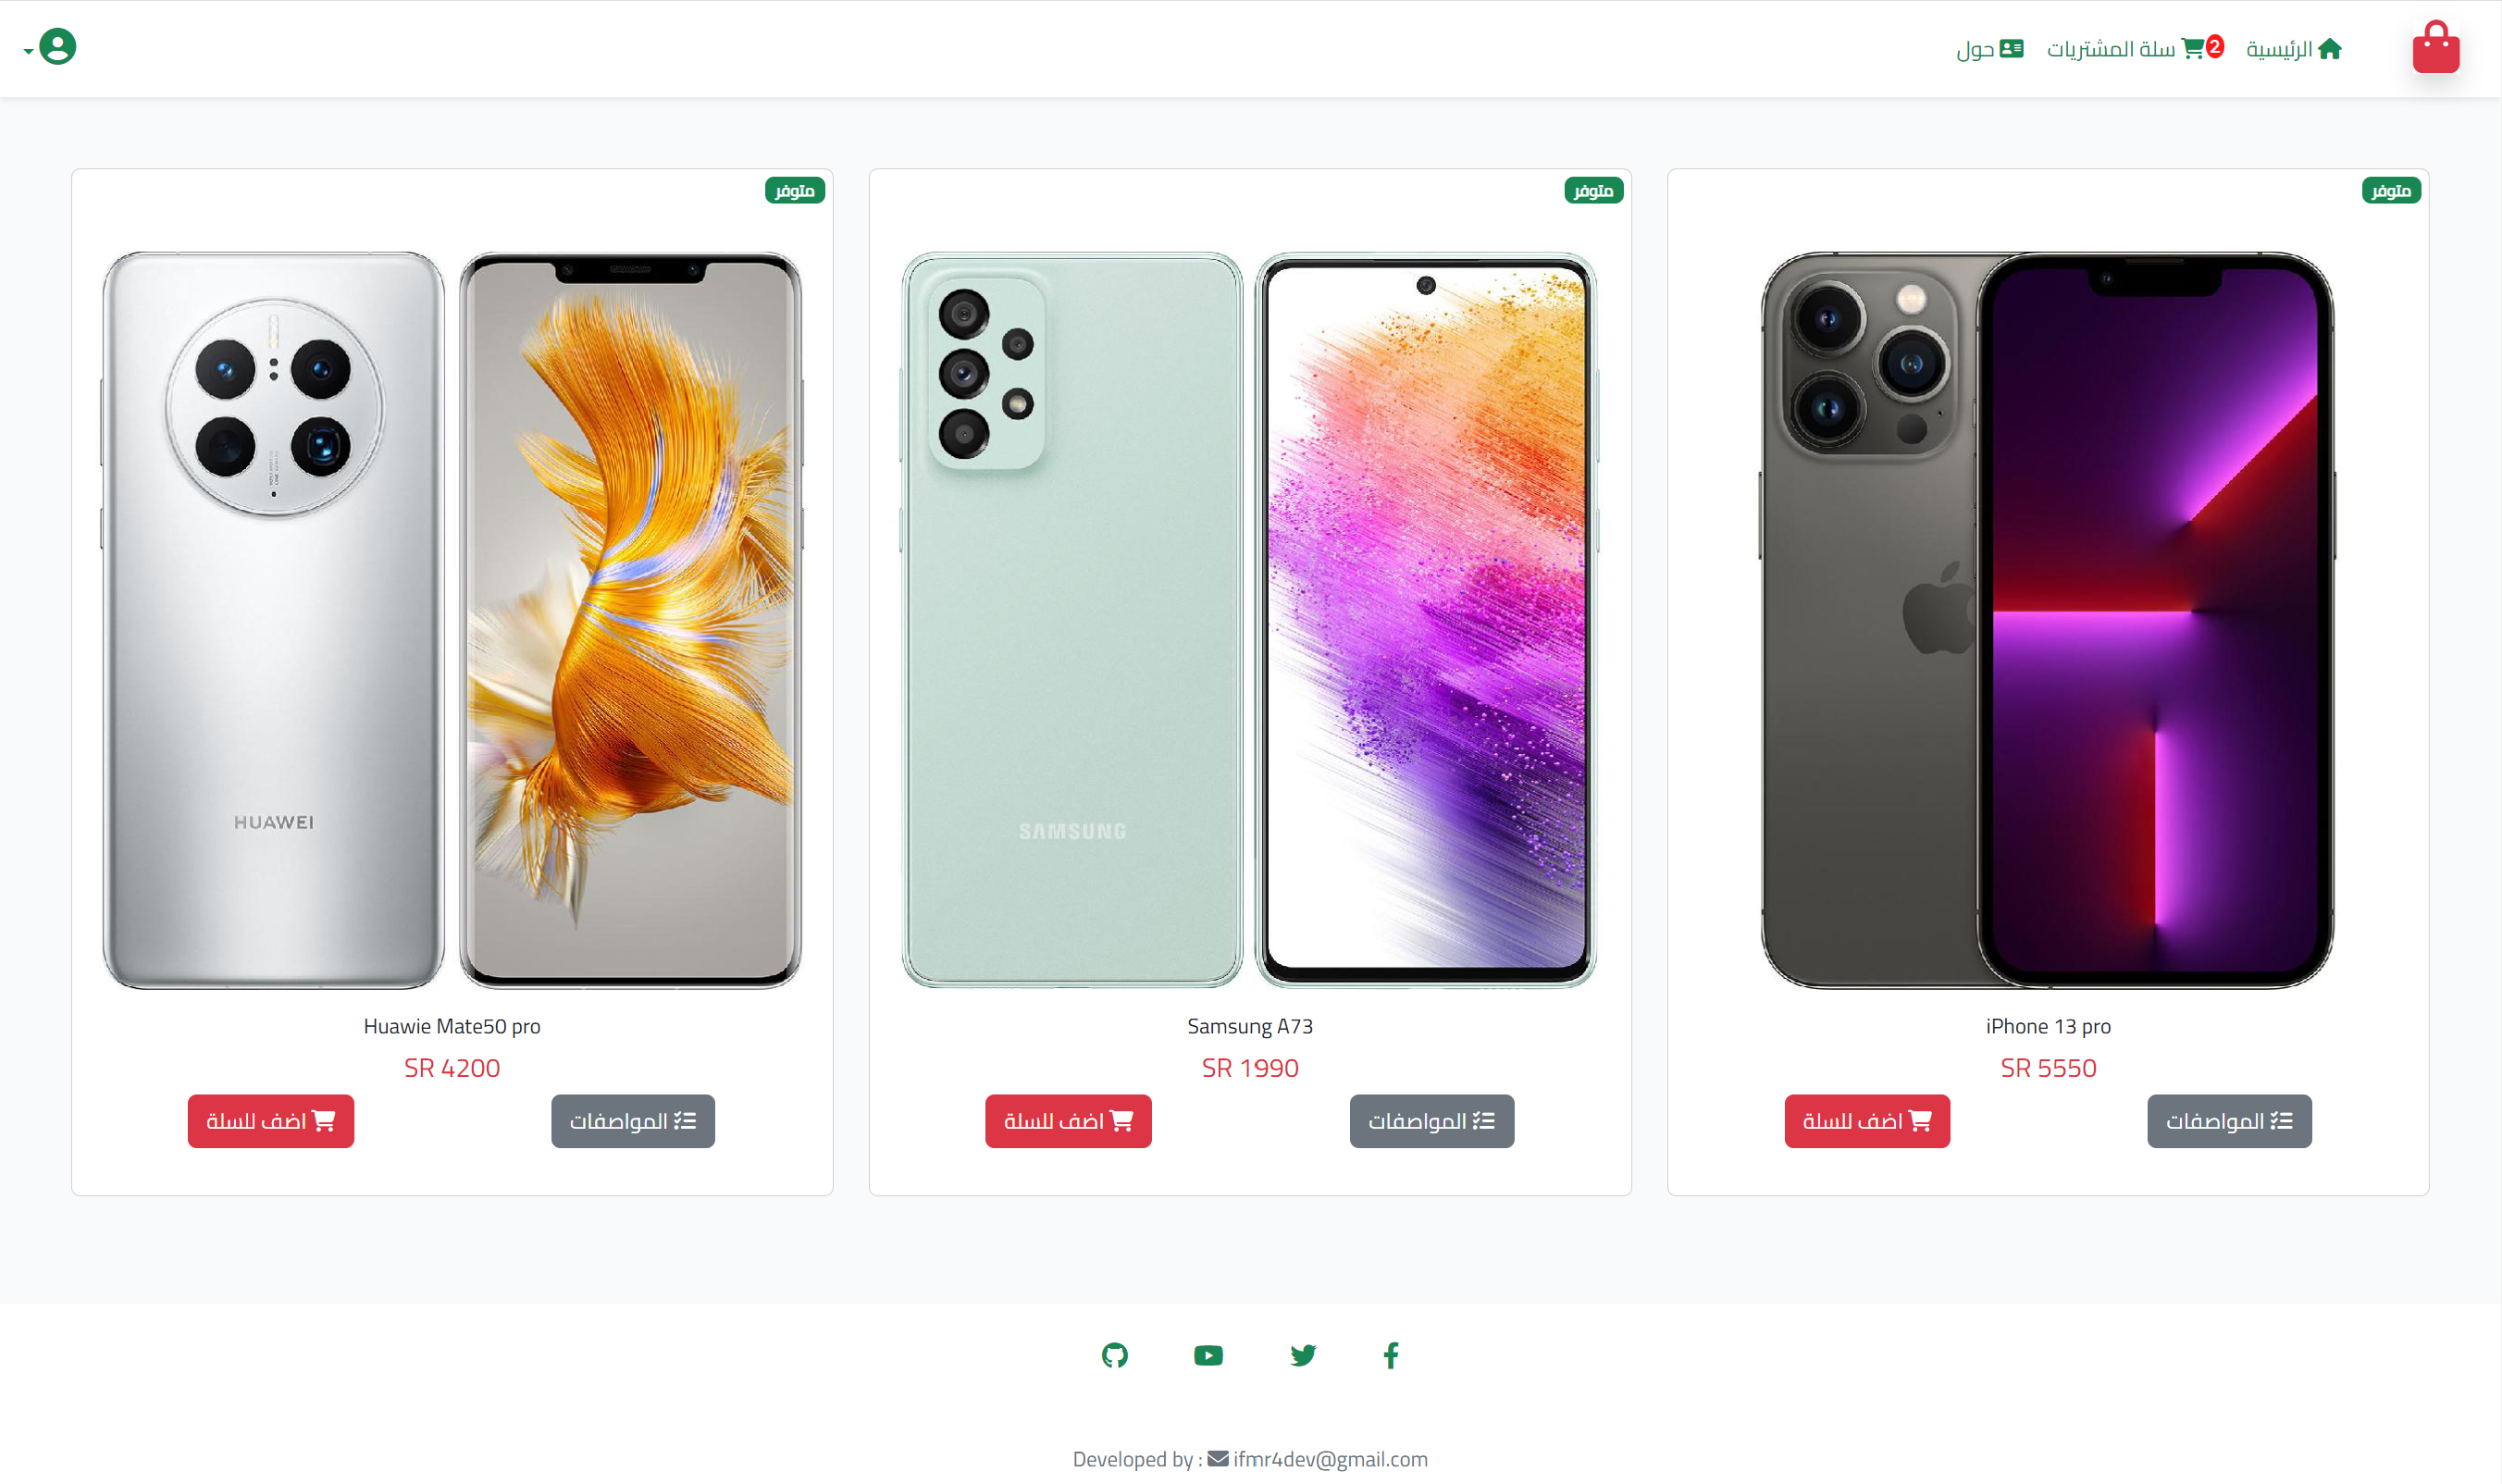 الرئيسية
2
سلة المشتريات
حول
متوفر
iPhone 13 pro
SR 5550
المواصفات
اضف للسلة
متوفر
SAMSUNG
Samsung A73
SR 1990
المواصفات
اضف للسلة
متوفر
HUAWEI
Huawie Mate50 pro
SR 4200
المواصفات
اضف للسلة
Developed by : ifmr4dev@gmail.com